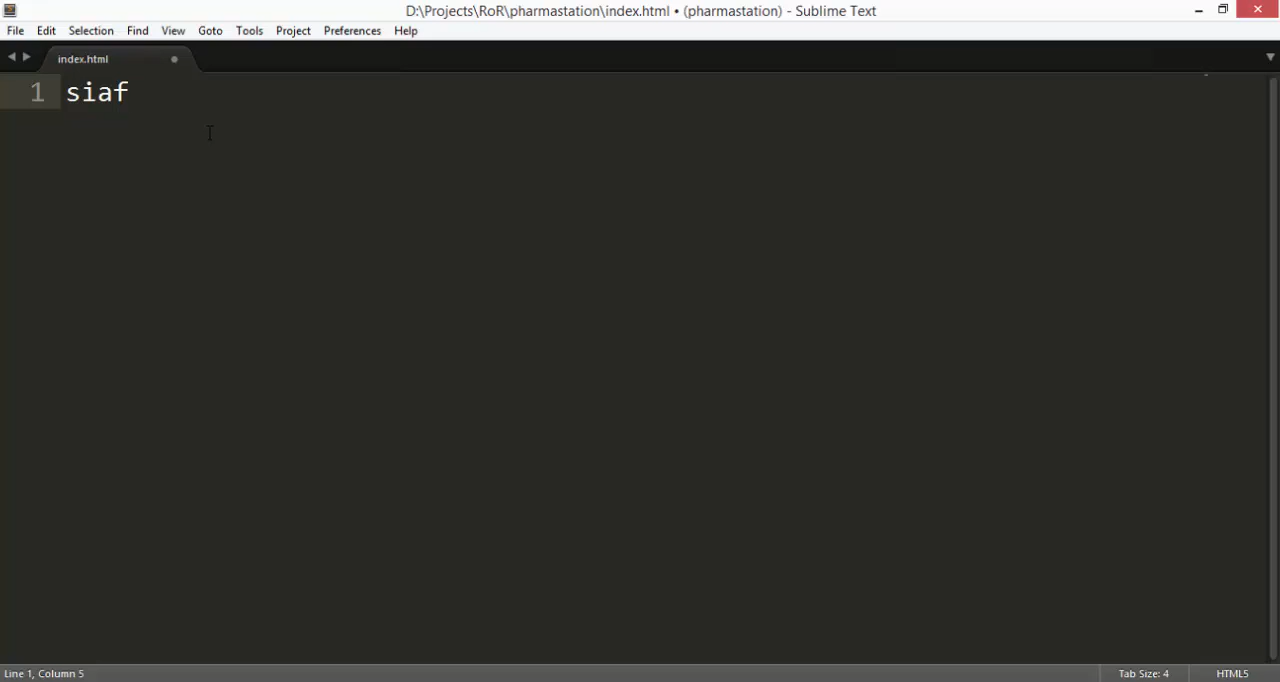 D:\Projects\RoR\pharmastation\index.html • (pharmastation) - Sublime Text
File Edit Selection Find View Goto Tools Project Preferences Help
index.html
1 siaf
Line 1, Column 5 Tab Size: 4 HTML5